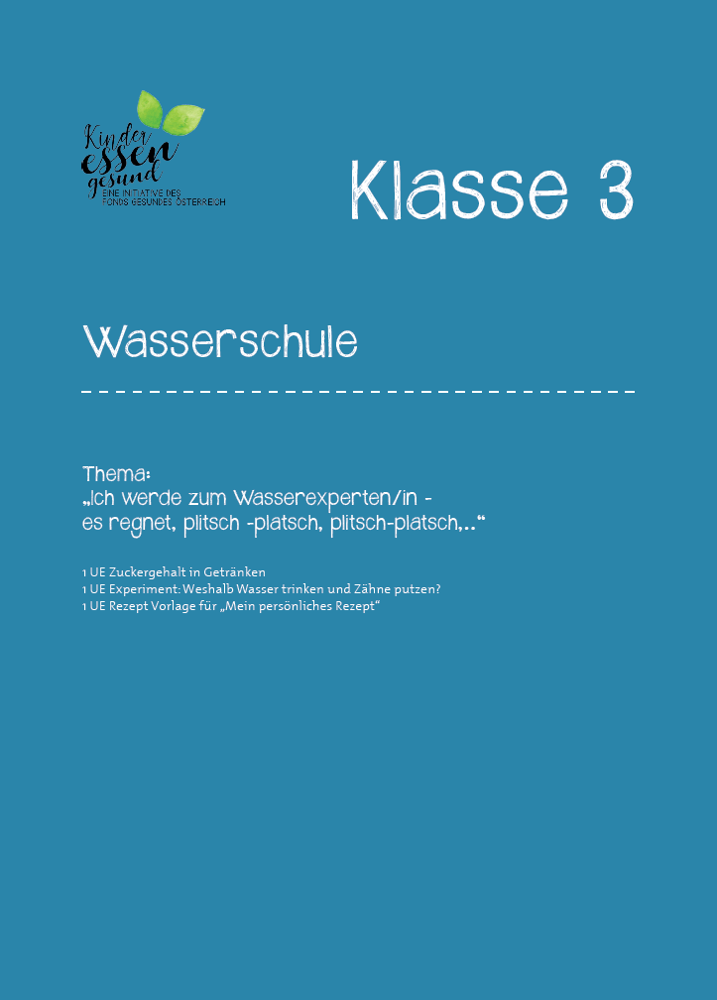 Kinder
essen
gesund
EINE INITIATIVE DES
FONDS GESUNDES ÖSTERREICH
Klasse 3
Wasserschule
Thema:
„Ich werde zum Wasserexperten/in -
es regnet, plitsch -platsch, plitsch-platsch,..“
1 UE Zuckergehalt in Getränken
1 UE Experiment: Weshalb Wasser trinken und Zähne putzen?
1 UE Rezept Vorlage für „Mein persönliches Rezept“